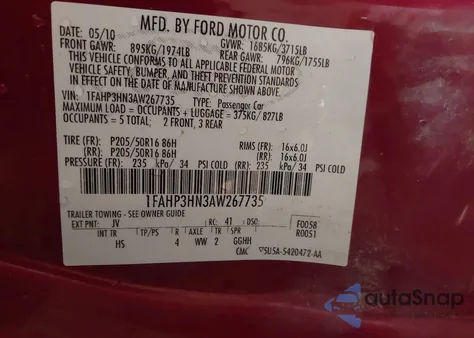 MFD. BY FORD MOTOR CO.
05/10 GVWR: 1685KG/3715LB
FRONT GAWR: 895KG/1974LB REAR GAWR: 796KG/1755LB
THIS VEHICLE CONFORMS TO ALL APPLICABLE FEDERAL MOTOR
VEHICLE SAFETY, BUMPER, AND THEFT PREVENTION STANDARDS
IN EFFECT ON THE DATE OF MANUFACTURE SHOWN ABOVE.
VIN: 1FAHP3HN3AW267735 TYPE: Passenger Car
MAXIMUM LOAD = OCCUPANTS + LUGGAGE = 375KG/827LB
OCCUPANTS = 5 TOTAL; 2 FRONT, 3 REAR
TIRE (FR): P205/50R16 86H RIMS (FR): 16x6.0J
(RR): P205/50R16 86H (RR): 16x6.0J
PRESSURE (FR): 235 kPa/ 34 PSI COLD (RR): 235 kPa/ 34 PSI COLD
1FAHP3HN3AW267735
TRAILER TOWING - SEE OWNER GUIDE
EXT PNT: JV RC: 41 DSO: F0058
R0051
INT TR TP/PS R AXLE TR SPR
HS 4 WW 2 GGHH
CMC 5U5A-5420472-AA
autoSnap